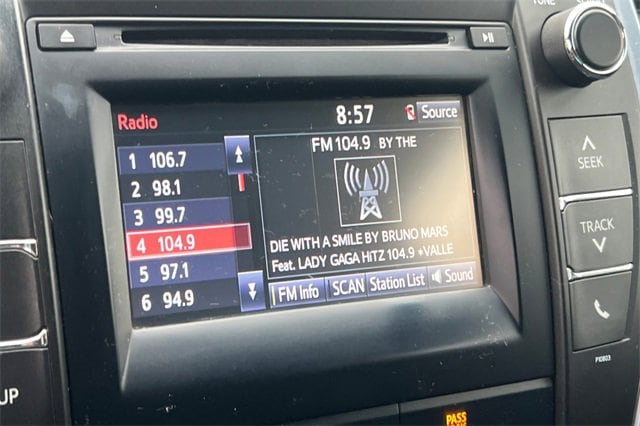 TUNE
Radio
8:57
Source
FM 104.9 BY THE
1 106.7
2 98.1
3 99.7
4 104.9
5 97.1
6 94.9
DIE WITH A SMILE BY BRUNO MARS
Feat. LADY GAGA HiTZ 104.9 +VALLE
FM Info
SCAN
Station List
Sound
SEEK
TRACK
P10B03
UP
PASS